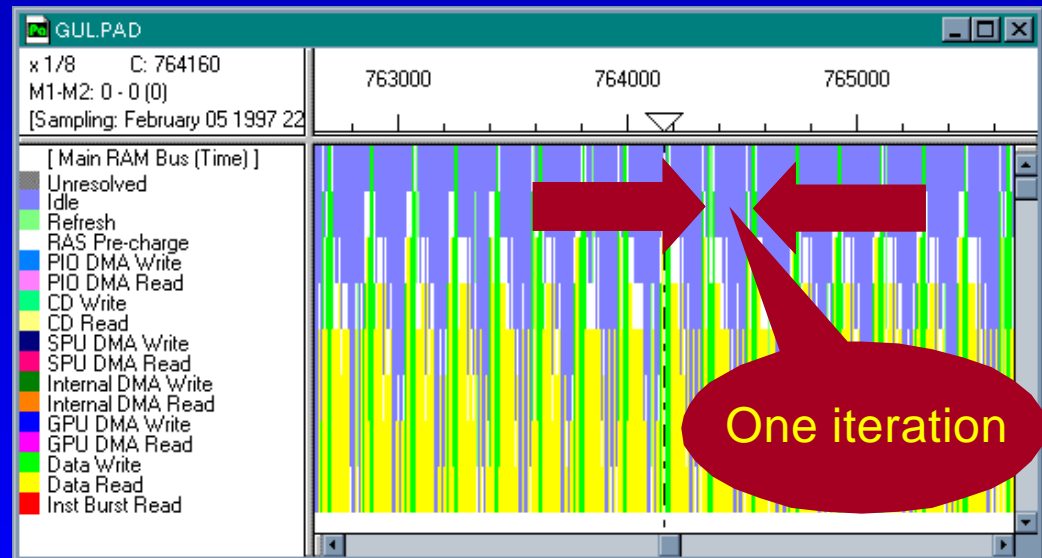 GUL.PAD
x 1/8 C: 764160
M1-M2: 0 - 0 (0)
[Sampling: February 05 1997 22
763000 764000 765000
[ Main RAM Bus (Time) ]
Unresolved
Idle
Refresh
RAS Pre-charge
PIO DMA Write
PIO DMA Read
CD Write
CD Read
SPU DMA Write
SPU DMA Read
Internal DMA Write
Internal DMA Read
GPU DMA Write
GPU DMA Read
Data Write
Data Read
Inst Burst Read
One iteration